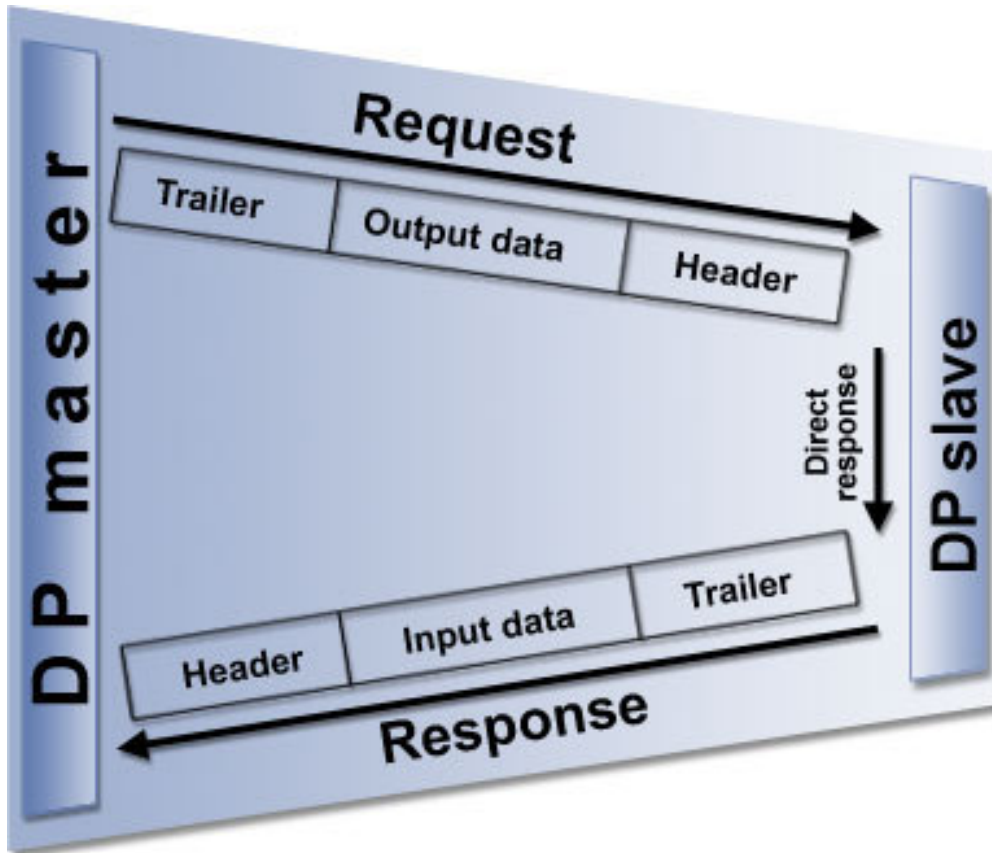 DP master
Request
Trailer
Output data
Header
Direct
response
DP slave
Header
Input data
Trailer
Response